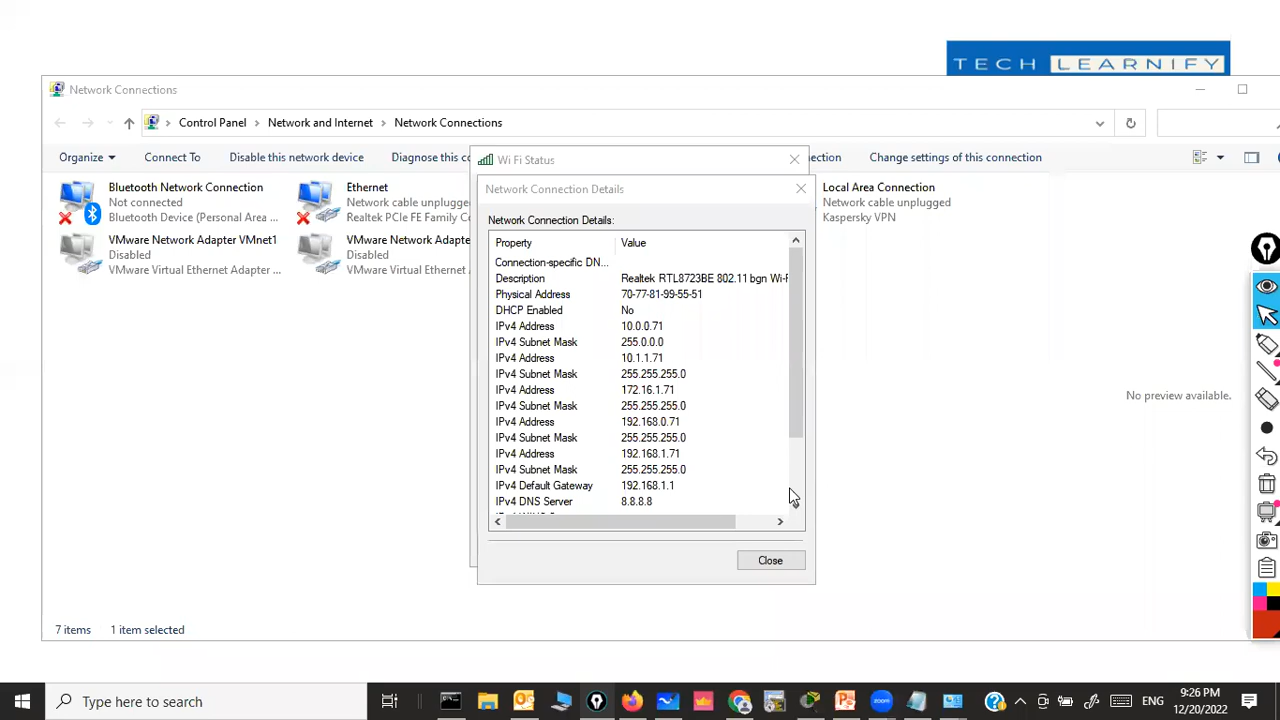 TECH LEARNIFY
Network Connections
Control Panel > Network and Internet > Network Connections
Organize Connect To Disable this network device Diagnose this co Change settings of this connection
Wi Fi Status
Network Connection Details
Bluetooth Network Connection
Not connected
Bluetooth Device (Personal Area ...
Ethernet
Network cable unplugged
Realtek PCIe FE Family C
Local Area Connection
Network cable unplugged
Kaspersky VPN
VMware Network Adapter VMnet1
Disabled
VMware Virtual Ethernet Adapter ...
VMware Network Adapte
Disabled
VMware Virtual Ethernet
Network Connection Details:
Property Value
Connection-specific DN...
Description Realtek RTL8723BE 802.11 bgn Wi-F
Physical Address 70-77-81-99-55-51
DHCP Enabled No
IPv4 Address 10.0.0.71
IPv4 Subnet Mask 255.0.0.0
IPv4 Address 10.1.1.71
IPv4 Subnet Mask 255.255.255.0
IPv4 Address 172.16.1.71
IPv4 Subnet Mask 255.255.255.0
IPv4 Address 192.168.0.71
IPv4 Subnet Mask 255.255.255.0
IPv4 Address 192.168.1.71
IPv4 Subnet Mask 255.255.255.0
IPv4 Default Gateway 192.168.1.1
IPv4 DNS Server 8.8.8.8
Close
No preview available.
7 items 1 item selected
Type here to search
ENG
9:26 PM
12/20/2022